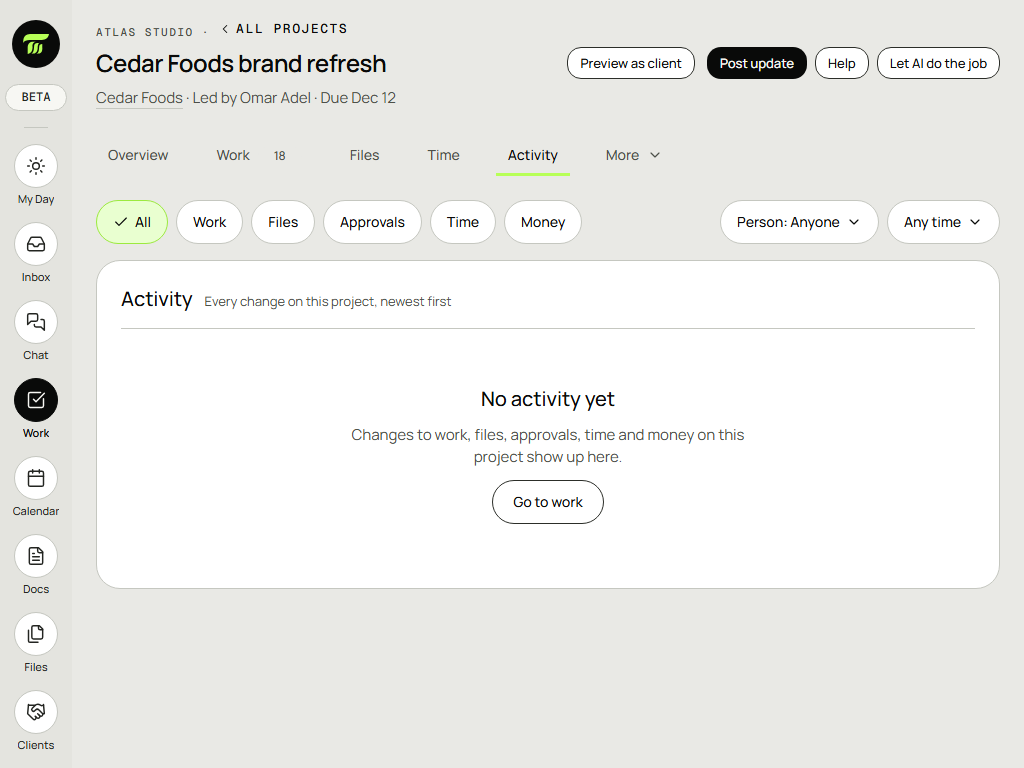 ATLAS STUDIO · ALL PROJECTS
Cedar Foods brand refresh
Cedar Foods · Led by Omar Adel · Due Dec 12
Preview as client
Post update
Help
Let AI do the job
BETA
My Day
Inbox
Chat
Work
Calendar
Docs
Files
Clients
Overview
Work 18
Files
Time
Activity
More
All
Work
Files
Approvals
Time
Money
Person: Anyone
Any time
Activity Every change on this project, newest first
No activity yet
Changes to work, files, approvals, time and money on this
project show up here.
Go to work